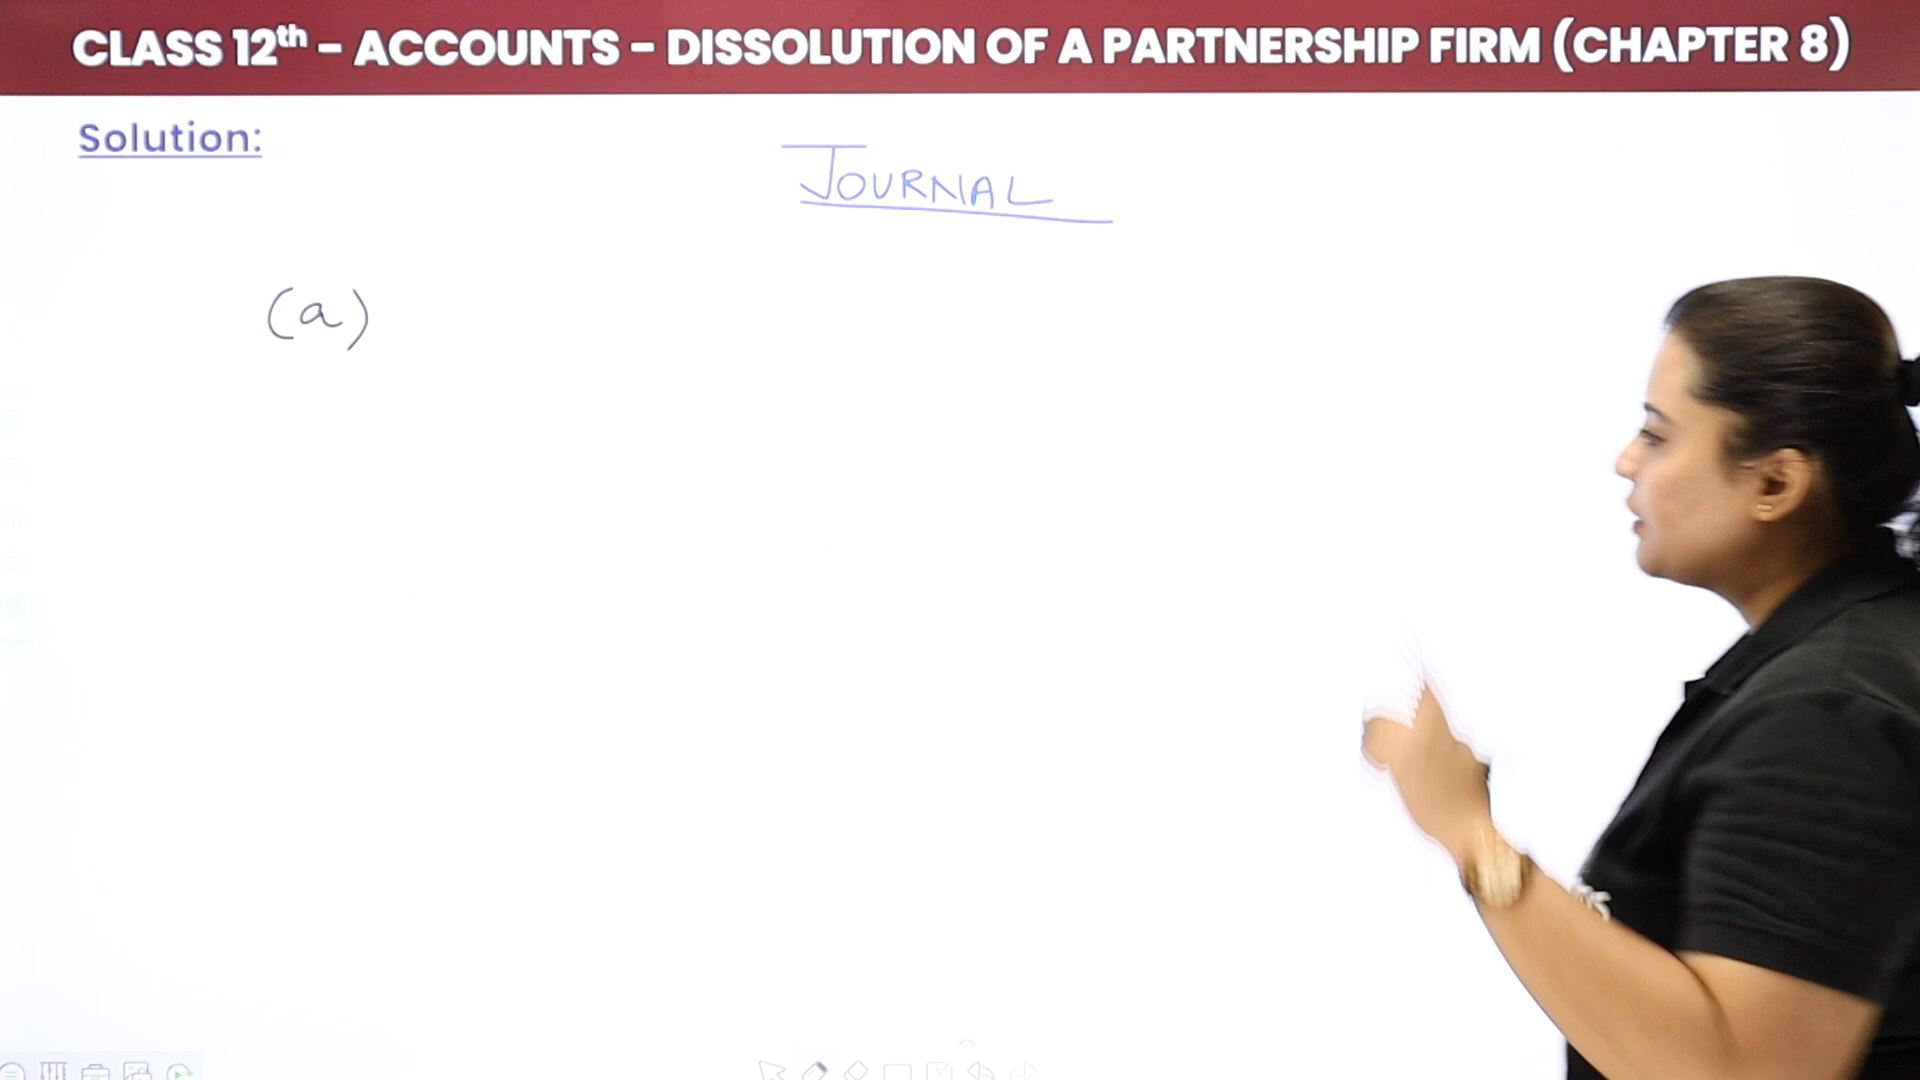 CLASS 12th - ACCOUNTS - DISSOLUTION OF A PARTNERSHIP FIRM (CHAPTER 8)
Solution:
JOURNAL
(a)